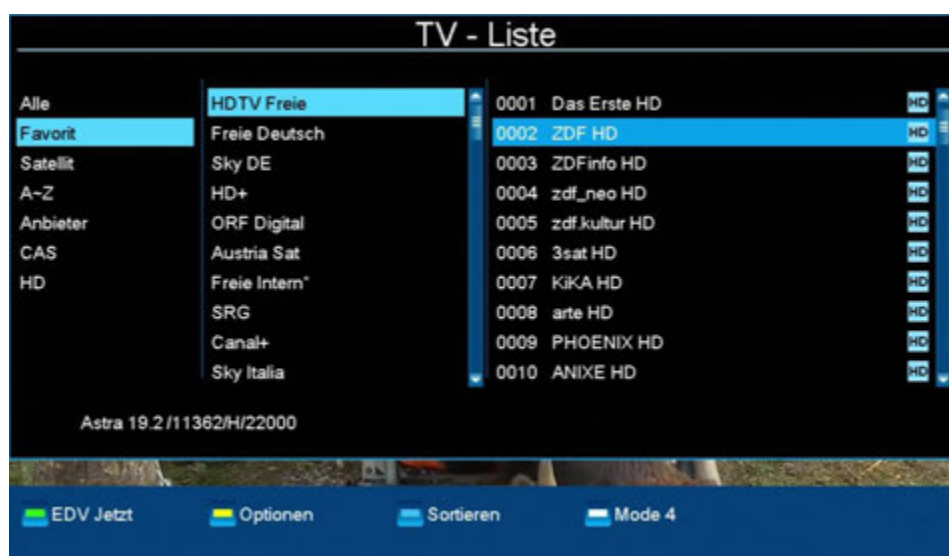 TV - Liste
Alle
Favorit
Satellit
A~Z
Anbieter
CAS
HD
HDTV Freie
Freie Deutsch
Sky DE
HD+
ORF Digital
Austria Sat
Freie Intern*
SRG
Canal+
Sky Italia
0001 Das Erste HD HD
0002 ZDF HD HD
0003 ZDFinfo HD HD
0004 zdf_neo HD HD
0005 zdf.kultur HD HD
0006 3sat HD HD
0007 KiKA HD HD
0008 arte HD HD
0009 PHOENIX HD HD
0010 ANIXE HD HD
Astra 19.2 /11362/H/22000
EDV Jetzt Optionen Sortieren Mode 4